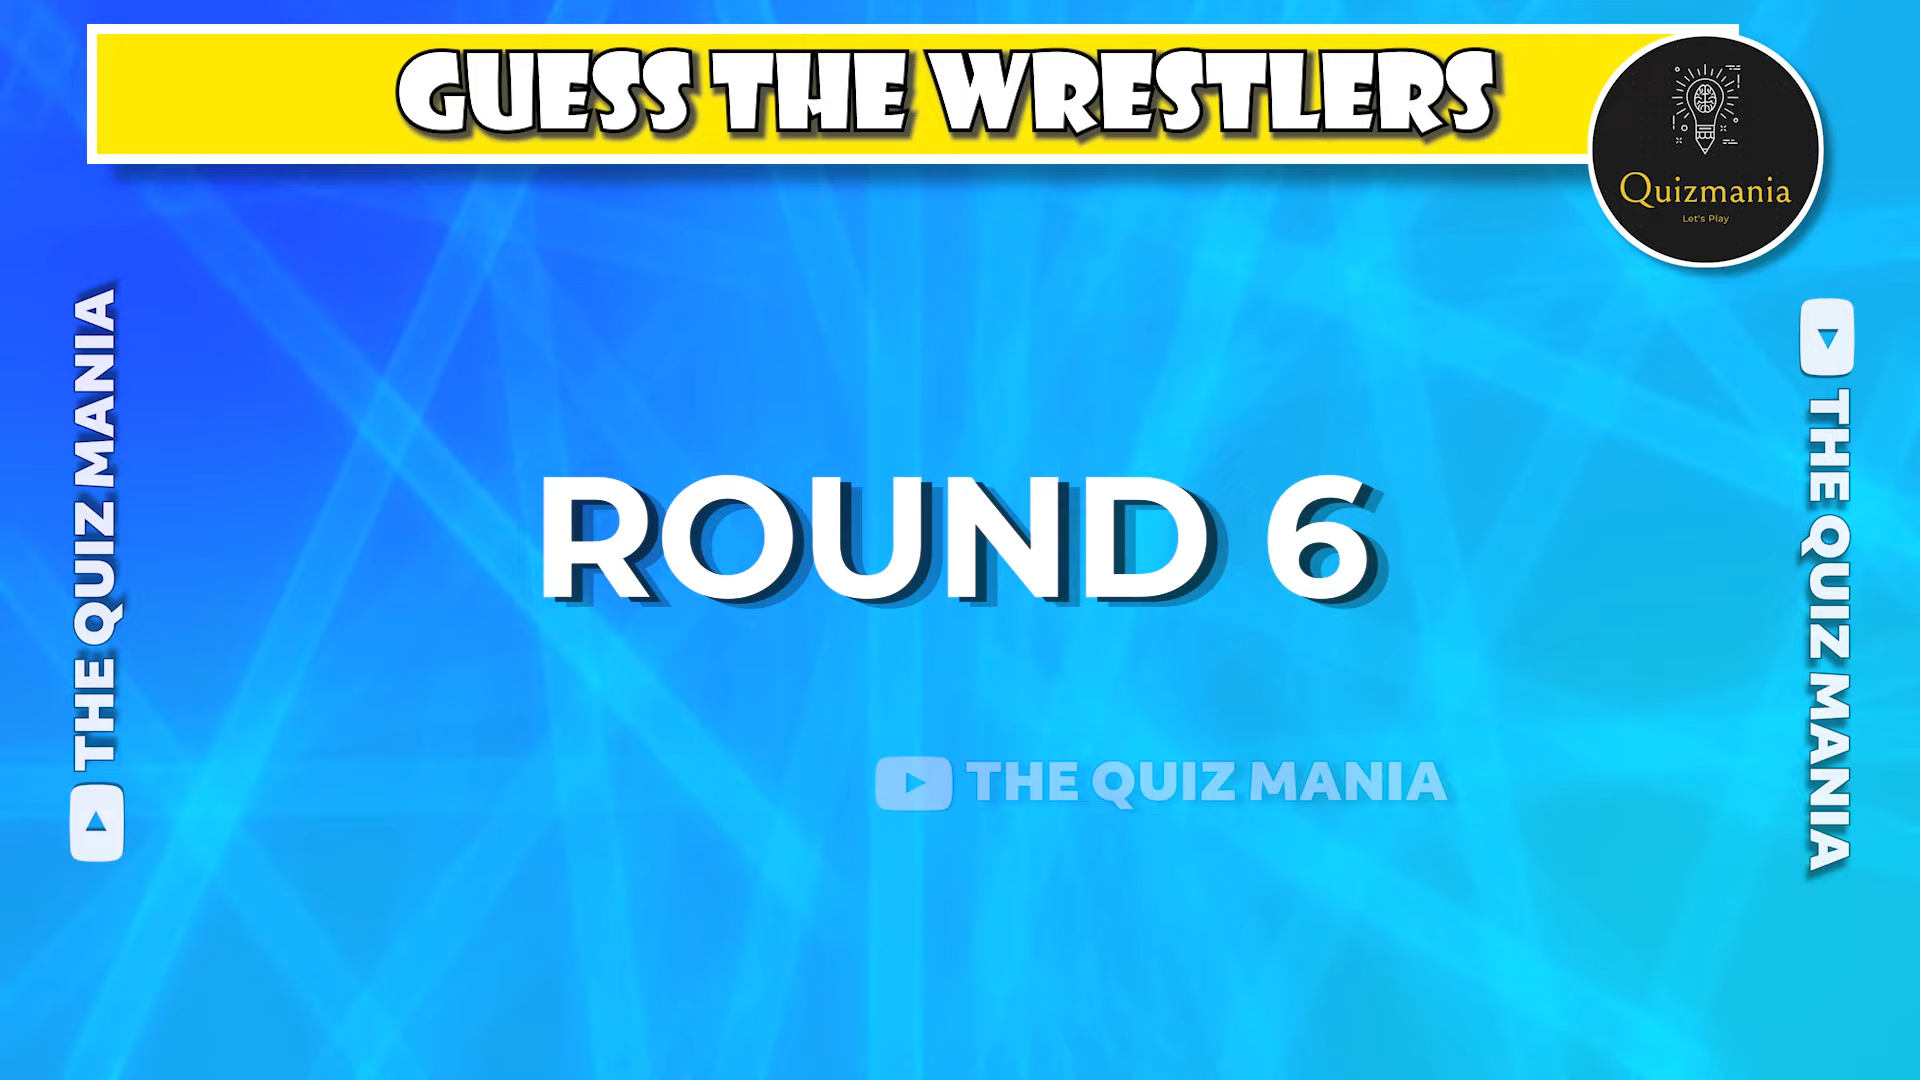 GUESS THE WRESTLERS
Quizmania
Let's Play
THE QUIZ MANIA
THE QUIZ MANIA
ROUND 6
THE QUIZ MANIA